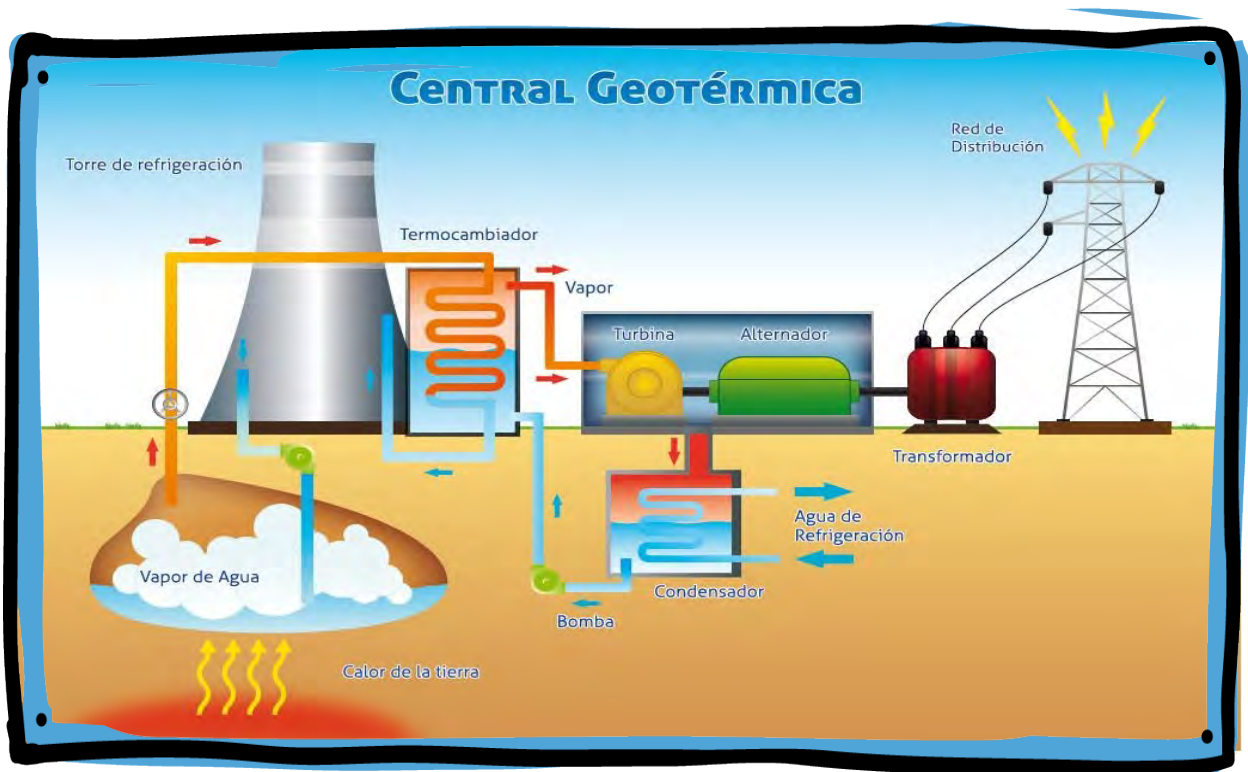 Central Geotérmica
Red de
Distribución
Torre de refrigeración
Termocambiador
Vapor
Turbina
Alternador
Transformador
Agua de
Refrigeración
Vapor de Agua
Condensador
Bomba
Calor de la tierra